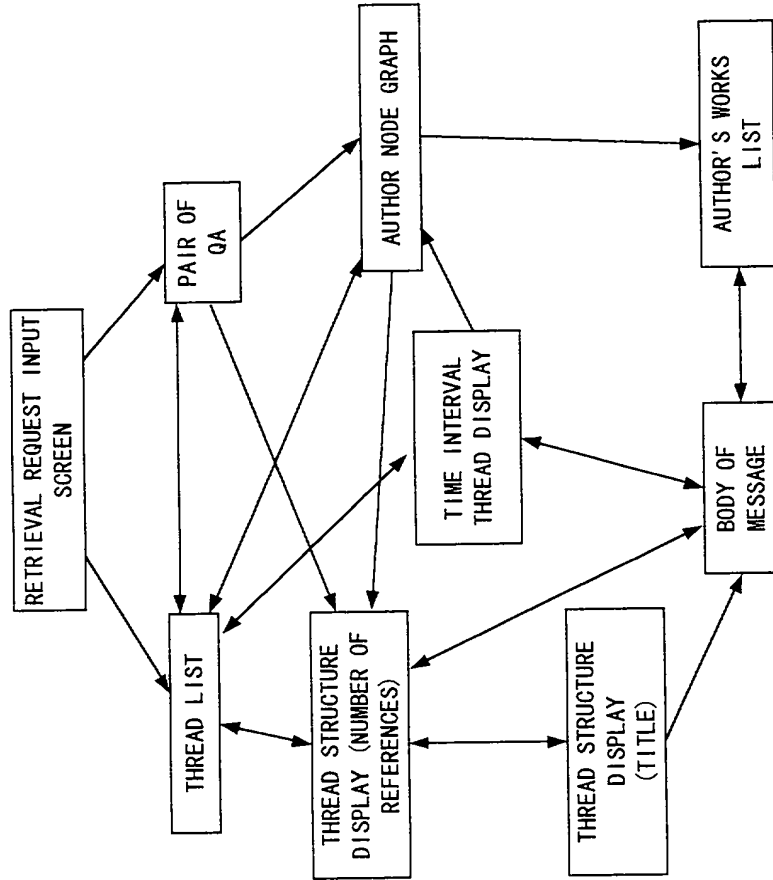 RETRIEVAL REQUEST INPUT
SCREEN
THREAD LIST
PAIR OF
QA
THREAD STRUCTURE
DISPLAY (NUMBER OF
REFERENCES)
AUTHOR NODE GRAPH
TIME INTERVAL
THREAD DISPLAY
THREAD STRUCTURE
DISPLAY
(TITLE)
BODY OF
MESSAGE
AUTHOR'S WORKS
LIST